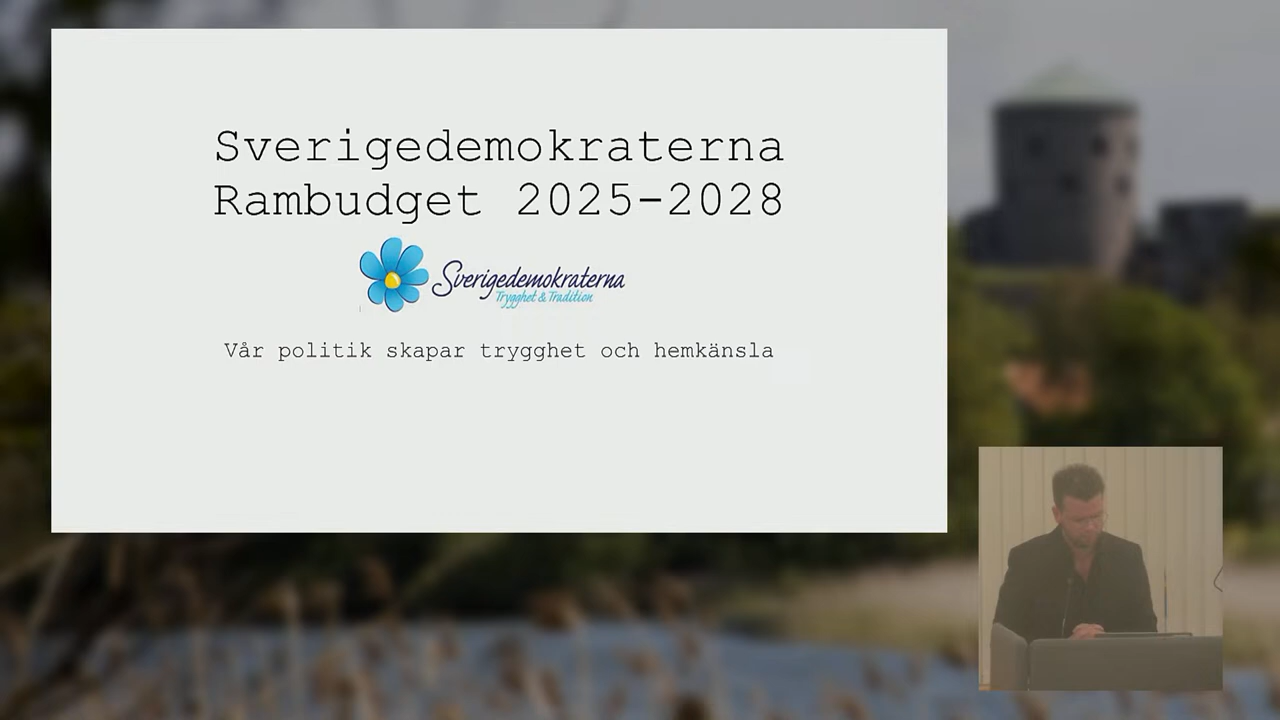 Sverigedemokraterna
Rambudget 2025-2028
Sverigedemokraterna
Trygghet & Tradition
Vår politik skapar trygghet och hemkänsla